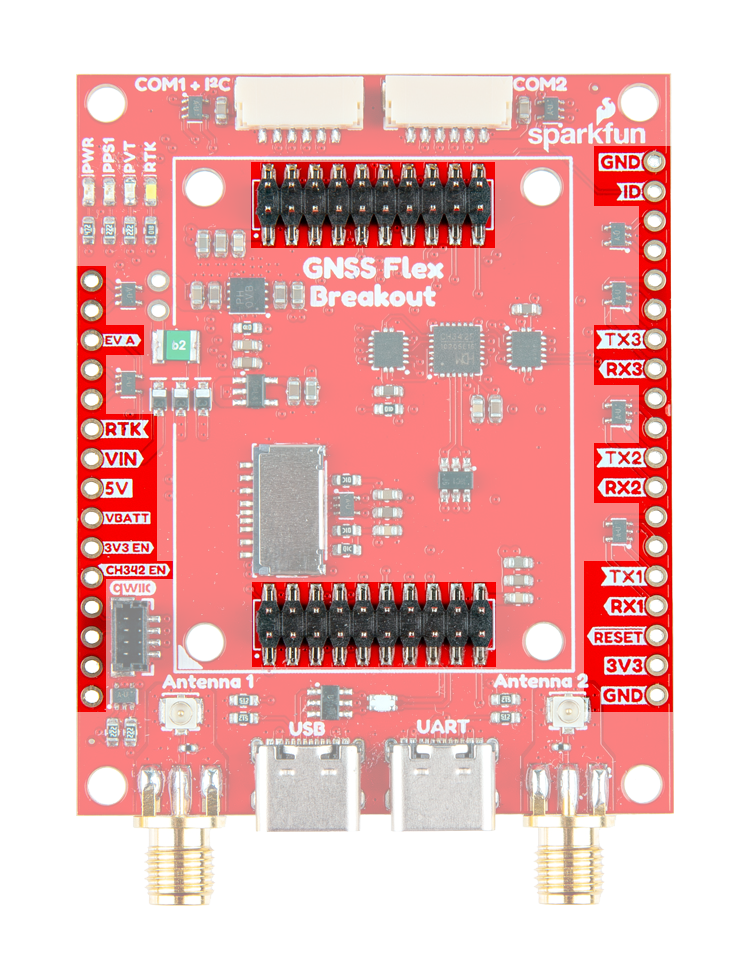 COM1 + I²C
COM2
sparkfun
PWR
PPS1
PVT
RTK
GND
ID
GNSS Flex
Breakout
EV A
TX3
RX3
b2
RTK
VIN
5V
VBATT
3V3 EN
CH342 EN
qwiic
TX2
RX2
TX1
RX1
RESET
3V3
GND
Antenna 1
Antenna 2
USB
UART